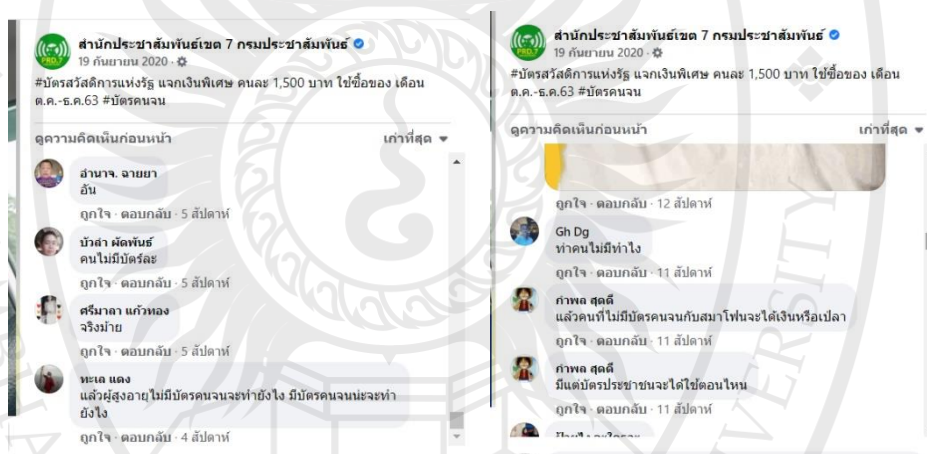 สำนักประชาสัมพันธ์เขต 7 กรมประชาสัมพันธ์
19 กันยายน 2020
#บัตรสวัสดิการแห่งรัฐ แจกเงินพิเศษ คนละ 1,500 บาท ใช้ซื้อของ เดือน
ต.ค.-ธ.ค.63 #บัตรคนจน
ดูความคิดเห็นก่อนหน้า
เก่าที่สุด
อำนาจ. ฉายยา
อัน
ถูกใจ · ตอบกลับ · 5 สัปดาห์
บัวลำ ผัดพันธ์
คนไม่มีบัตร์ละ
ถูกใจ · ตอบกลับ · 5 สัปดาห์
ศรีมาลา แก้วทอง
จริงม้าย
ถูกใจ · ตอบกลับ · 5 สัปดาห์
ทะเล แดง
แล้วผู้สูงอายุไม่มีบัตรคนจนจะทำยังไง มีบัตรคนจนน่ะจะทำ
ยังไง
ถูกใจ · ตอบกลับ · 4 สัปดาห์
สำนักประชาสัมพันธ์เขต 7 กรมประชาสัมพันธ์
19 กันยายน 2020
#บัตรสวัสดิการแห่งรัฐ แจกเงินพิเศษ คนละ 1,500 บาท ใช้ซื้อของ เดือน
ต.ค.-ธ.ค.63 #บัตรคนจน
ดูความคิดเห็นก่อนหน้า
เก่าที่สุด
ถูกใจ · ตอบกลับ · 12 สัปดาห์
Gh Dg
ทำคนไม่มีทำไง
ถูกใจ · ตอบกลับ · 11 สัปดาห์
กำพล สุดดี
แล้วคนที่ไม่มีบัตรคนจนกับสมาโฟนจะได้เงินหรือเปลา
ถูกใจ · ตอบกลับ · 11 สัปดาห์
กำพล สุดดี
มีแต่บัตรประชาชนจะได้ใช้ตอนไหน
ถูกใจ · ตอบกลับ · 11 สัปดาห์